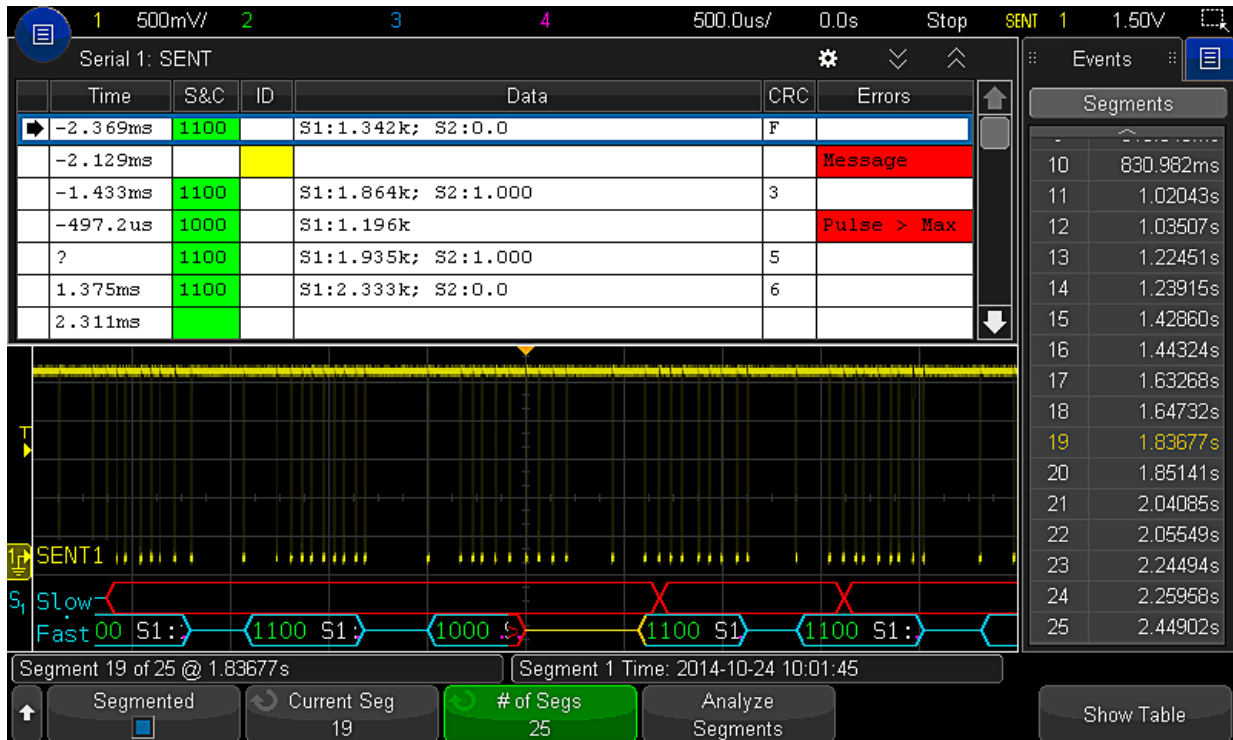 1 500mV/ 2 3 4 500.0us/ 0.0s Stop SENT 1 1.50V
Serial 1: SENT
Time S&C ID Data CRC Errors
-2.369ms 1100 S1:1.342k; S2:0.0 F
-2.129ms Message
-1.433ms 1100 S1:1.864k; S2:1.000 3
-497.2us 1000 S1:1.196k Pulse > Max
? 1100 S1:1.935k; S2:1.000 5
1.375ms 1100 S1:2.333k; S2:0.0 6
2.311ms
Events
Segments
10 830.982ms
11 1.02043s
12 1.03507s
13 1.22451s
14 1.23915s
15 1.42860s
16 1.44324s
17 1.63268s
18 1.64732s
19 1.83677s
20 1.85141s
21 2.04085s
22 2.05549s
23 2.24494s
24 2.25958s
25 2.44902s
T
1 SENT1
S1 Slow
Fast 00 S1: 1100 S1: 1000 1100 S1 1100 S1:
Segment 19 of 25 @ 1.83677s
Segment 1 Time: 2014-10-24 10:01:45
Segmented
Current Seg
19
# of Segs
25
Analyze
Segments
Show Table